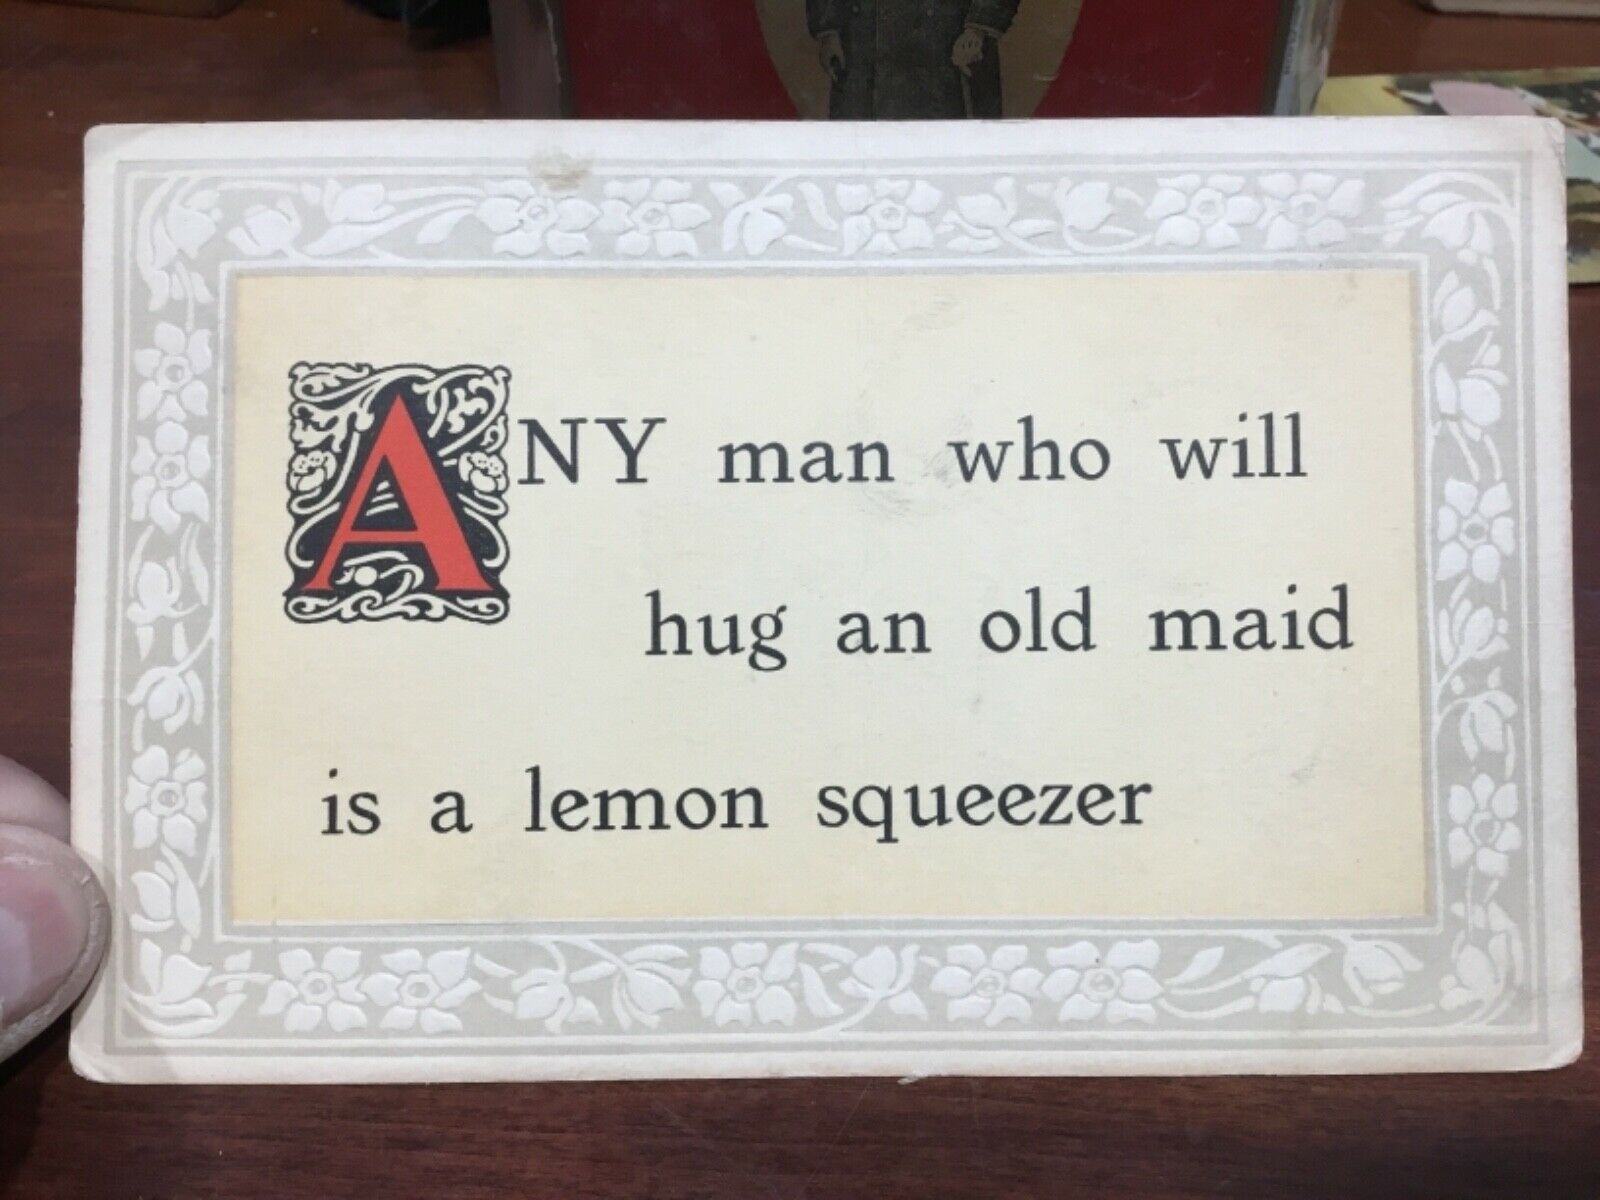 ANY man who will
hug an old maid
is a lemon squeezer